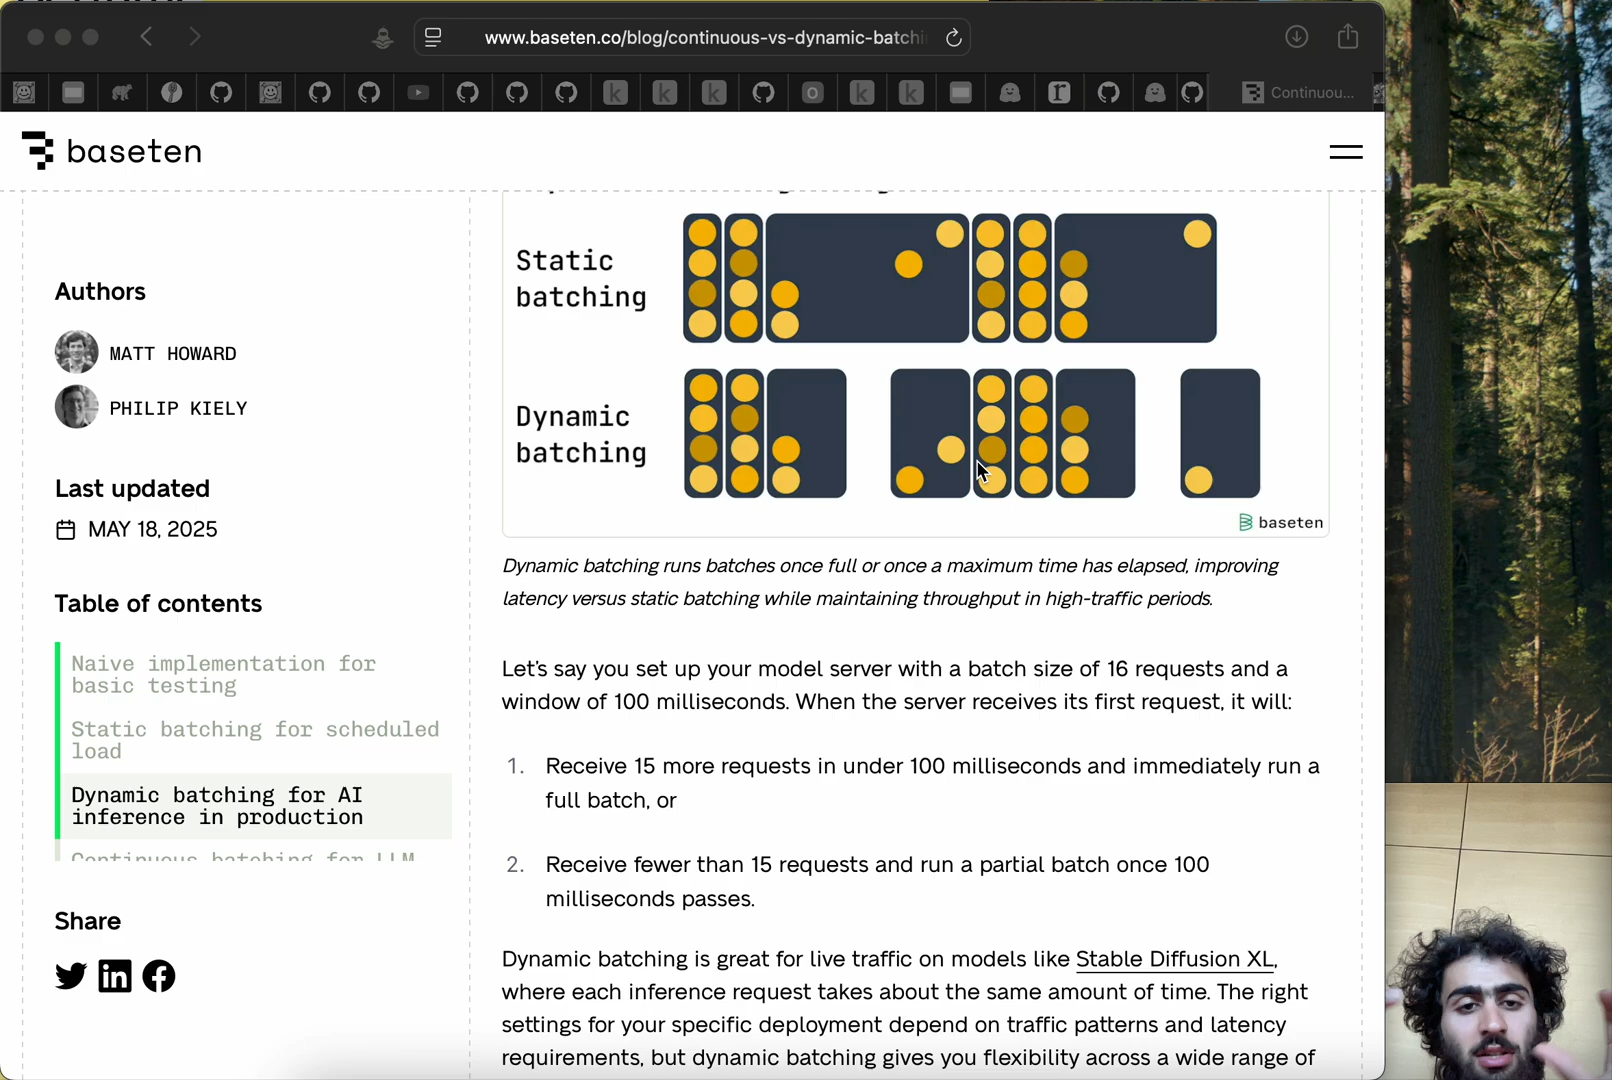 www.baseten.co/blog/continuous-vs-dynamic-batchi
Continuou...
baseten
Authors
MATT HOWARD
PHILIP KIELY
Last updated
MAY 18, 2025
Table of contents
Naive implementation for
basic testing
Static batching for scheduled
load
Dynamic batching for AI
inference in production
Continuous batching for LLM
Share
Static
batching
Dynamic
batching
baseten
Dynamic batching runs batches once full or once a maximum time has elapsed, improving
latency versus static batching while maintaining throughput in high-traffic periods.
Let's say you set up your model server with a batch size of 16 requests and a
window of 100 milliseconds. When the server receives its first request, it will:
1. Receive 15 more requests in under 100 milliseconds and immediately run a
full batch, or
2. Receive fewer than 15 requests and run a partial batch once 100
milliseconds passes.
Dynamic batching is great for live traffic on models like Stable Diffusion XL,
where each inference request takes about the same amount of time. The right
settings for your specific deployment depend on traffic patterns and latency
requirements, but dynamic batching gives you flexibility across a wide range of